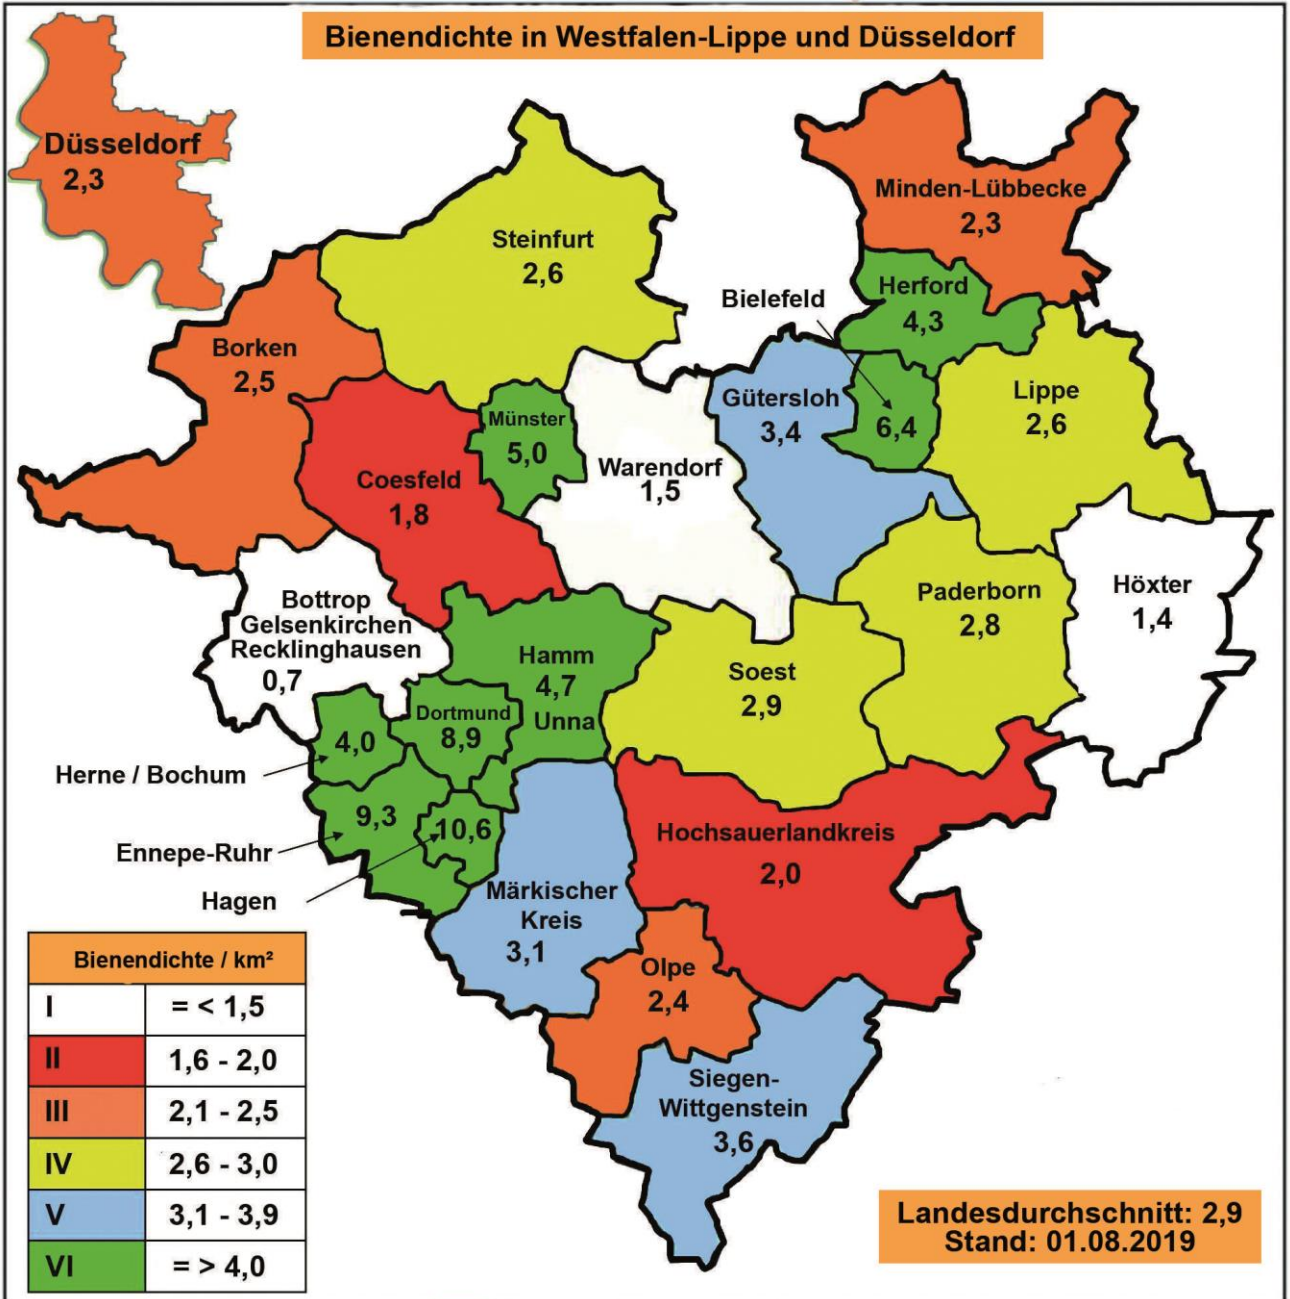 Bienendichte in Westfalen-Lippe und Düsseldorf
Düsseldorf
2,3
Minden-Lübbecke
2,3
Steinfurt
2,6
Herford
4,3
Bielefeld
6,4
Borken
2,5
Gütersloh
3,4
Lippe
2,6
Münster
5,0
Warendorf
1,5
Coesfeld
1,8
Höxter
1,4
Paderborn
2,8
Bottrop
Gelsenkirchen
Recklinghausen
0,7
Hamm
4,7
Unna
Soest
2,9
Dortmund
8,9
4,0
Herne / Bochum
9,3
Ennepe-Ruhr
10,6
Hagen
Hochsauerlandkreis
2,0
Märkischer
Kreis
3,1
Olpe
2,4
Siegen-
Wittgenstein
3,6
Bienendichte / km²
I = < 1,5
II 1,6 - 2,0
III 2,1 - 2,5
IV 2,6 - 3,0
V 3,1 - 3,9
VI = > 4,0
Landesdurchschnitt: 2,9
Stand: 01.08.2019